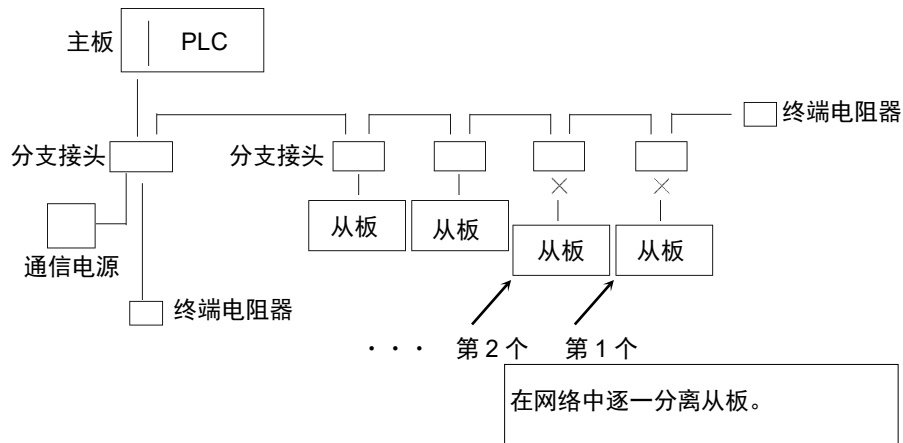 主板 PLC
终端电阻器
分支接头 分支接头
从板 从板
从板 从板
通信电源
终端电阻器
・・・ 第 2 个 第 1 个
在网络中逐一分离从板。